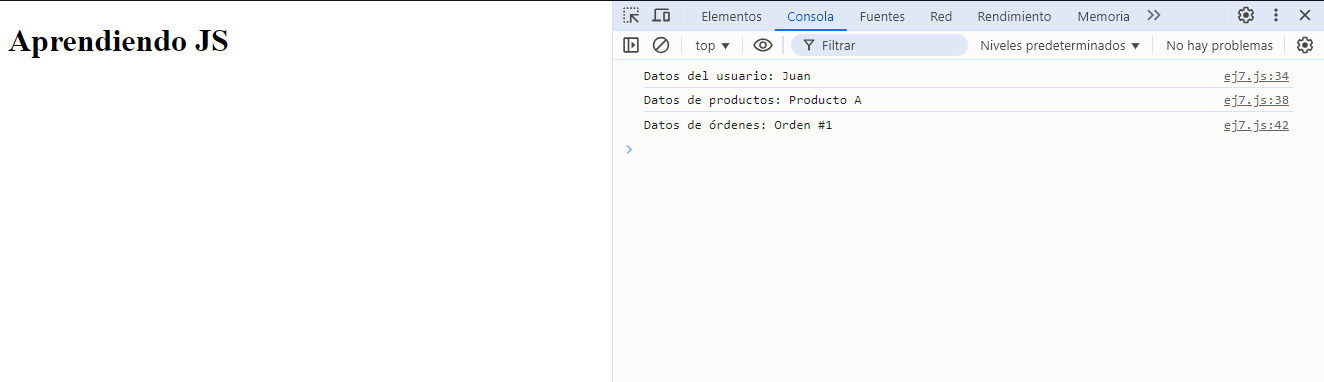 Aprendiendo JS
Elementos Consola Fuentes Red Rendimiento Memoria
top Filtrar Niveles predeterminados No hay problemas
Datos del usuario: Juan ej7.js:34
Datos de productos: Producto A ej7.js:38
Datos de órdenes: Orden #1 ej7.js:42